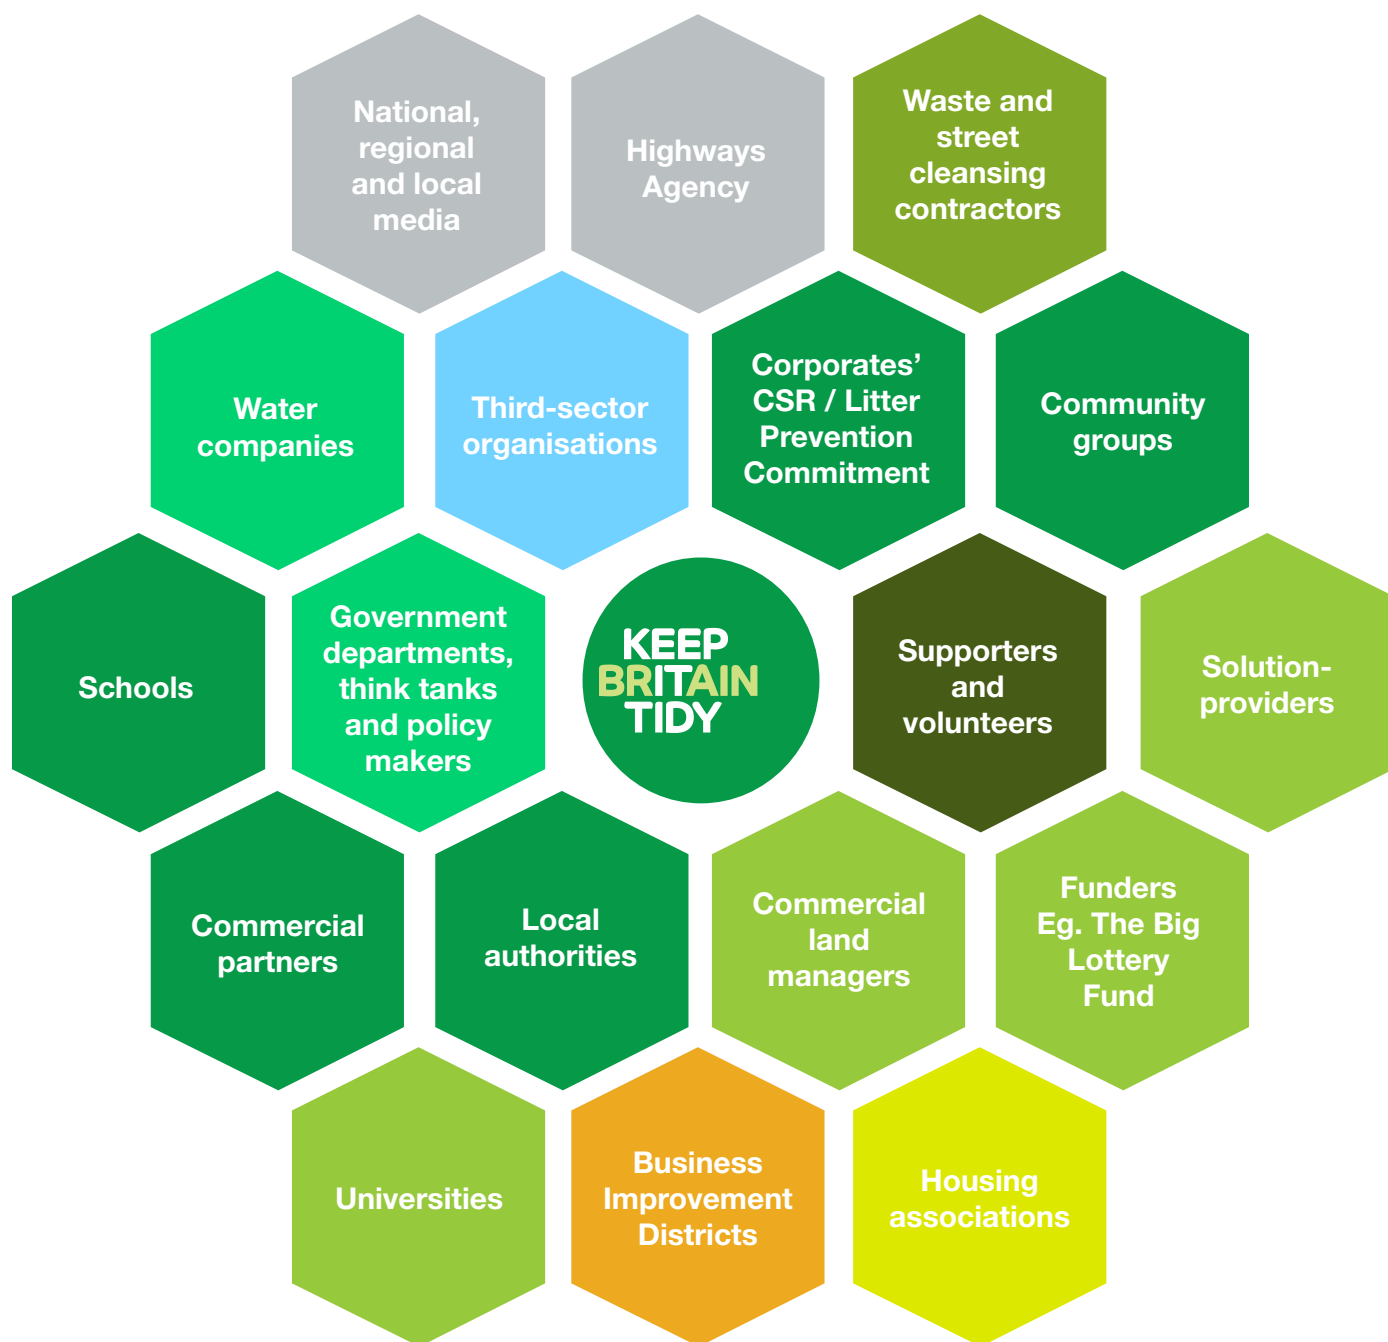 National,
regional
and local
media
Highways
Agency
Waste and
street
cleansing
contractors
Water
companies
Third-sector
organisations
Corporates’
CSR / Litter
Prevention
Commitment
Community
groups
Schools
Government
departments,
think tanks
and policy
makers
KEEP
BRITAIN
TIDY
Supporters
and
volunteers
Solution-
providers
Commercial
partners
Local
authorities
Commercial
land
managers
Funders
Eg. The Big
Lottery
Fund
Universities
Business
Improvement
Districts
Housing
associations